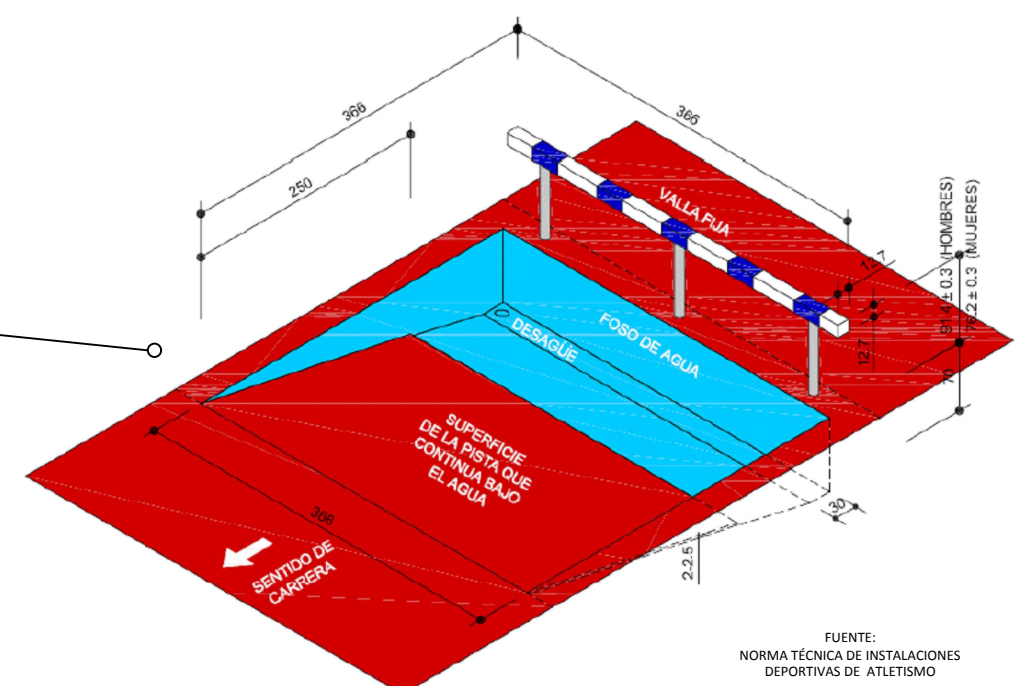 366
366
250
VALLA FIJA
91.4 ± 0.3 (HOMBRES)
76.2 ± 0.3 (MUJERES)
12.7
12.7
70
FOSO DE AGUA
DESAGÜE
SUPERFICIE
DE LA PISTA QUE
CONTINUA BAJO
EL AGUA
30
2-2.5
366
SENTIDO DE
CARRERA
FUENTE:
NORMA TÉCNICA DE INSTALACIONES
DEPORTIVAS DE ATLETISMO